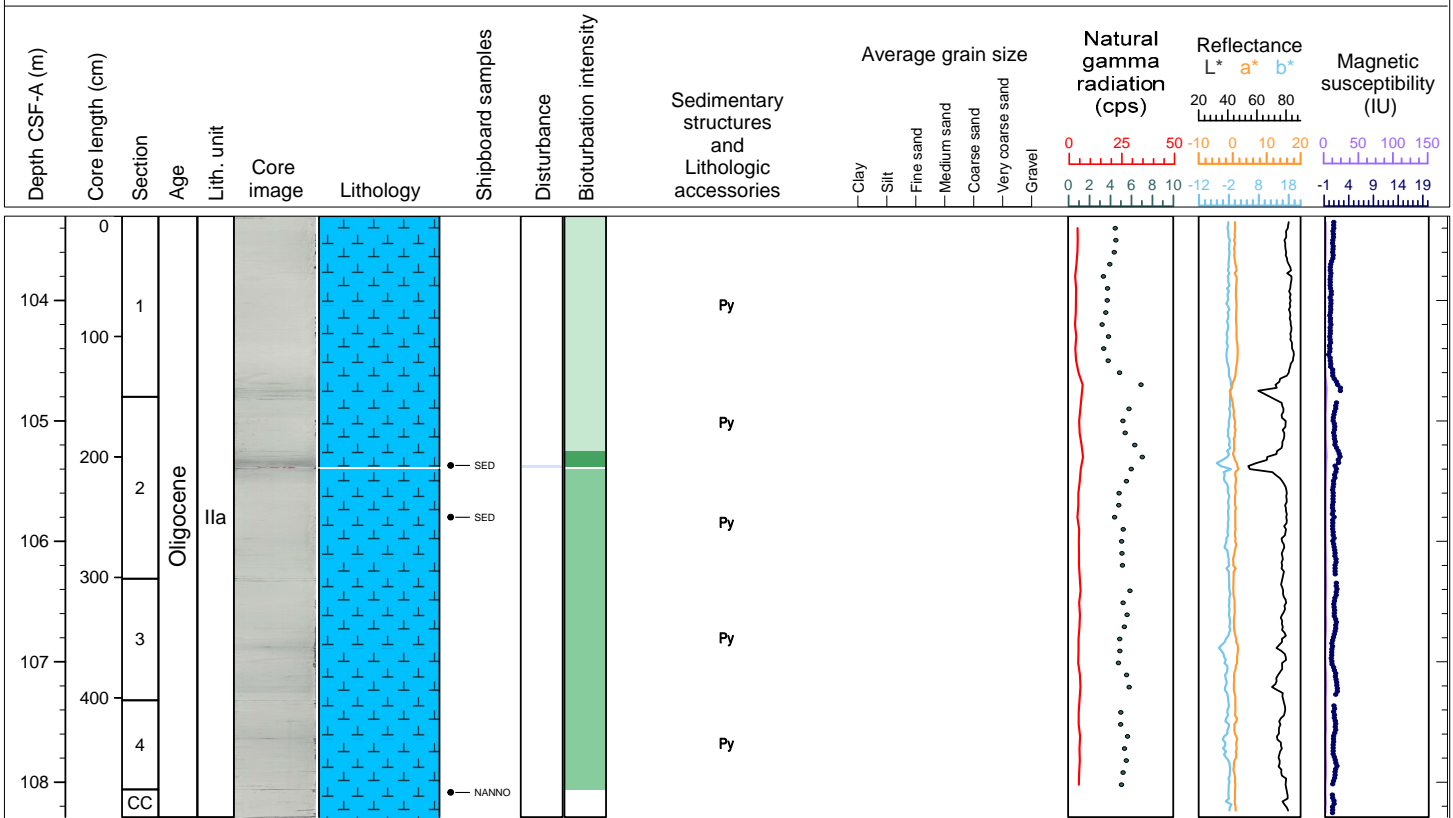 Depth CSF-A (m)
Core length (cm)
Section
Age
Lith. unit
Core
image
Lithology
Shipboard samples
Disturbance
Bioturbation intensity
Sedimentary
structures
and
Lithologic
accessories
Average grain size
Clay
Silt
Fine sand
Medium sand
Coarse sand
Very coarse sand
Gravel
Natural
gamma
radiation
(cps)
0 25 50
0 2 4 6 8 10
Reflectance
L* a* b*
20 40 60 80
-10 0 10 20
-12 -2 8 18
Magnetic
susceptibility
(IU)
0 50 100 150
-1 4 9 14 19
0
104
1
Py
100
105
Py
200
SED
2
Oligocene
IIa
SED
Py
106
300
3
Py
107
400
4
Py
108
NANNO
CC